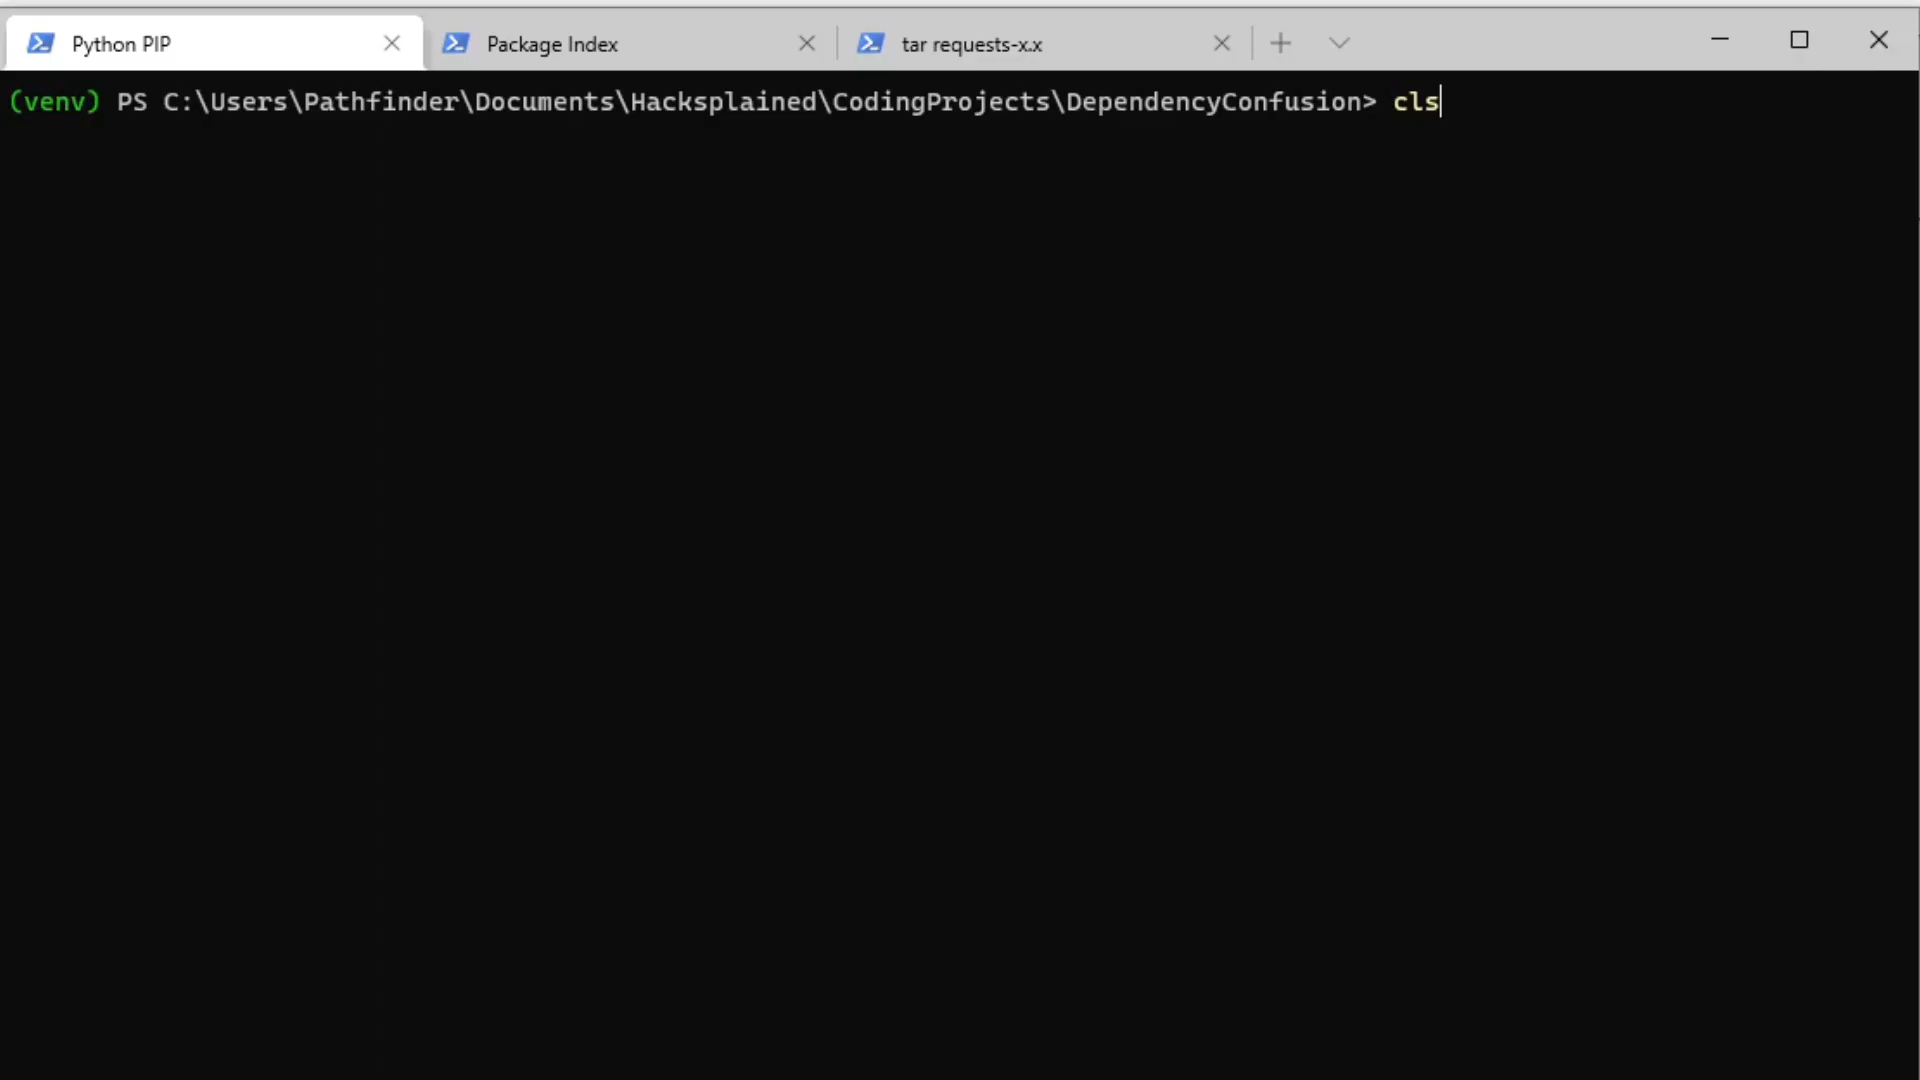 Python PIP
Package Index
tar requests-x.x
(venv) PS C:\Users\Pathfinder\Documents\Hacksplained\CodingProjects\DependencyConfusion> cls